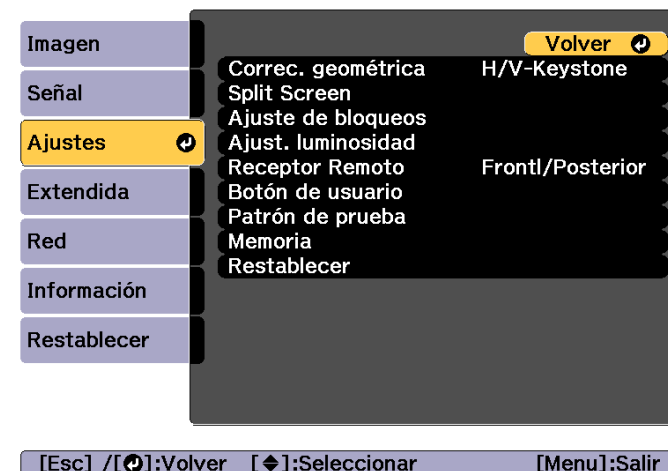 Imagen
Señal
Ajustes
Extendida
Red
Información
Restablecer
Volver
Correc. geométrica H/V-Keystone
Split Screen
Ajuste de bloqueos
Ajust. luminosidad
Receptor Remoto Frontl/Posterior
Botón de usuario
Patrón de prueba
Memoria
Restablecer
[Esc] /[⏎]:Volver [◆]:Seleccionar [Menu]:Salir